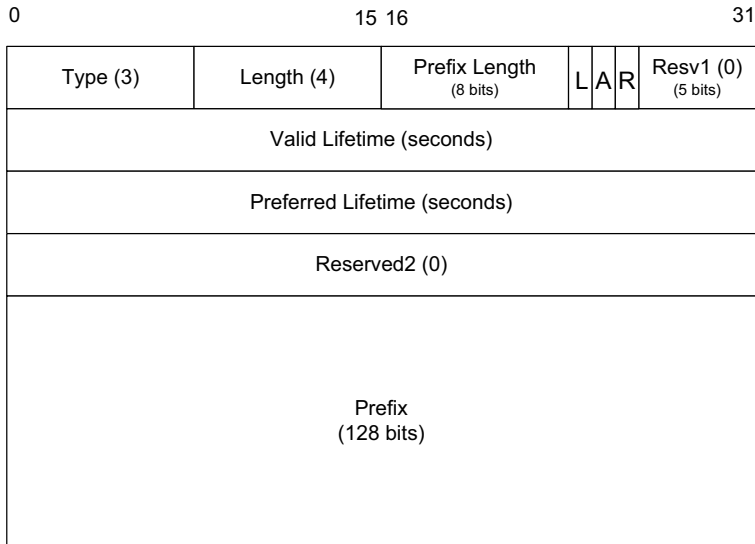 0 15 16 31
Type (3) Length (4) Prefix Length (8 bits) L A R Resv1 (0) (5 bits)
Valid Lifetime (seconds)
Preferred Lifetime (seconds)
Reserved2 (0)
Prefix
(128 bits)